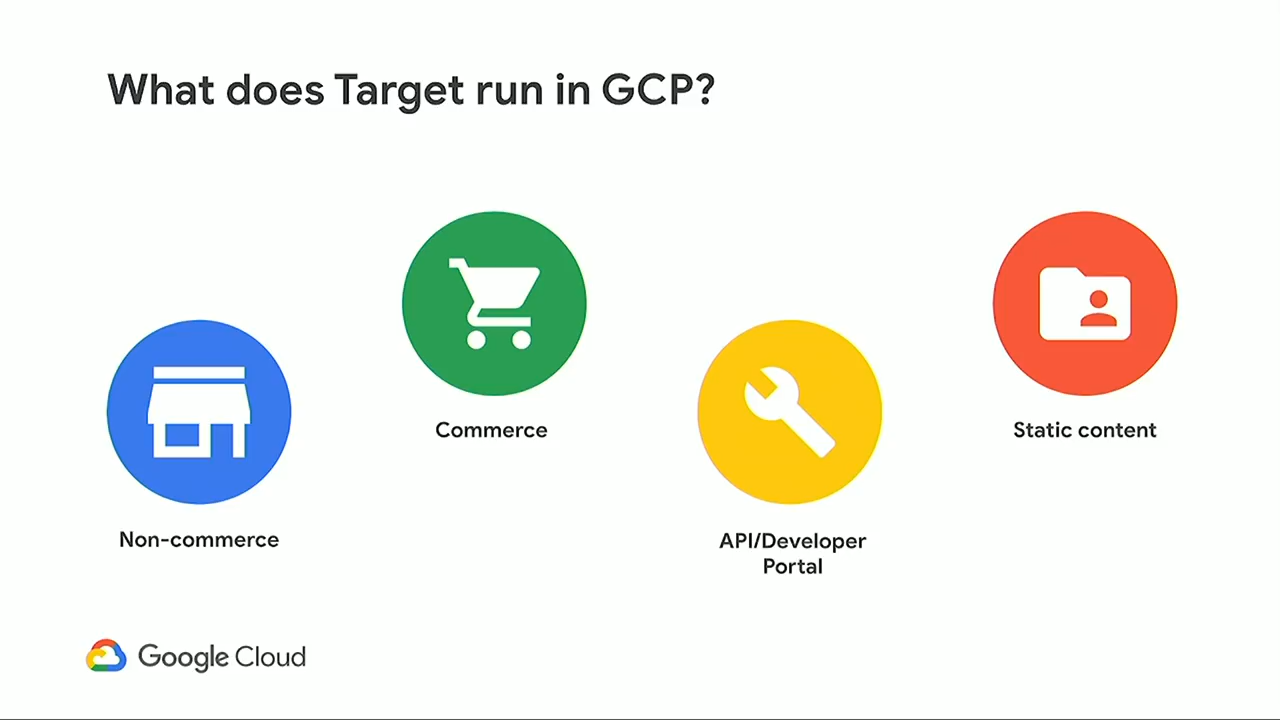 What does Target run in GCP?
Commerce
Static content
Non-commerce
API/Developer
Portal
Google Cloud